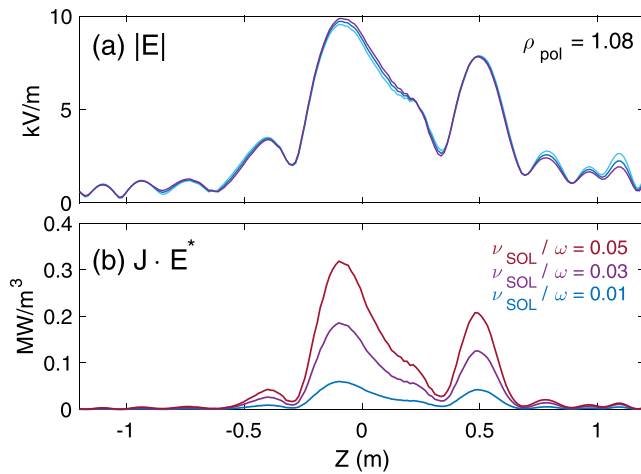 10
(a) |E|
ρ pol = 1.08
kV/m
5
0
0.4
(b) J · E*
ν SOL / ω = 0.05
0.3
ν SOL / ω = 0.03
MW/m³
ν SOL / ω = 0.01
0.2
0.1
0
-1 -0.5 0 0.5 1
Z (m)